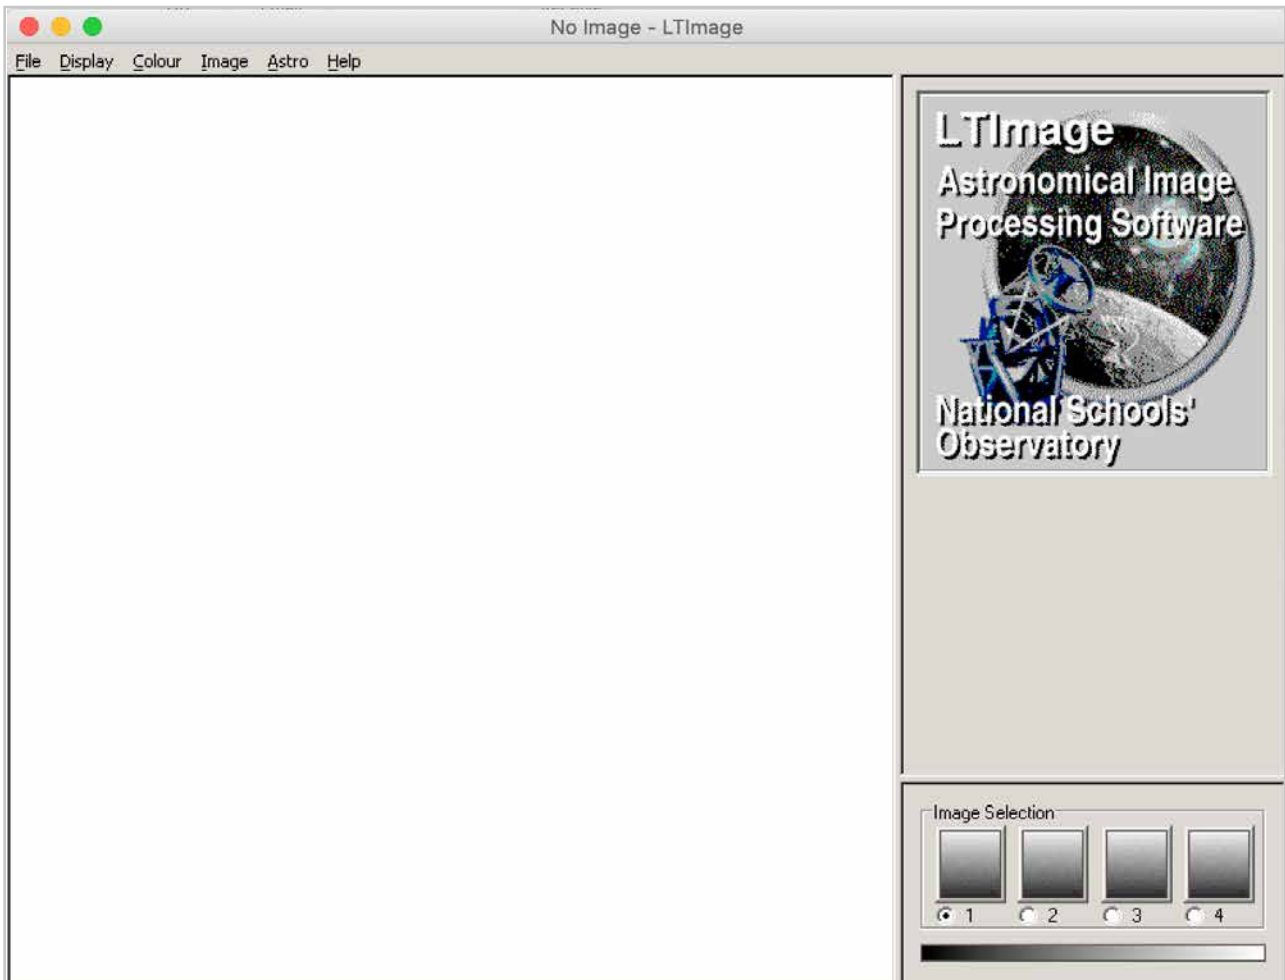 No Image - LTImage
File Display Colour Image Astro Help
LTImage
Astronomical Image
Processing Software
National Schools'
Observatory
Image Selection
1 2 3 4